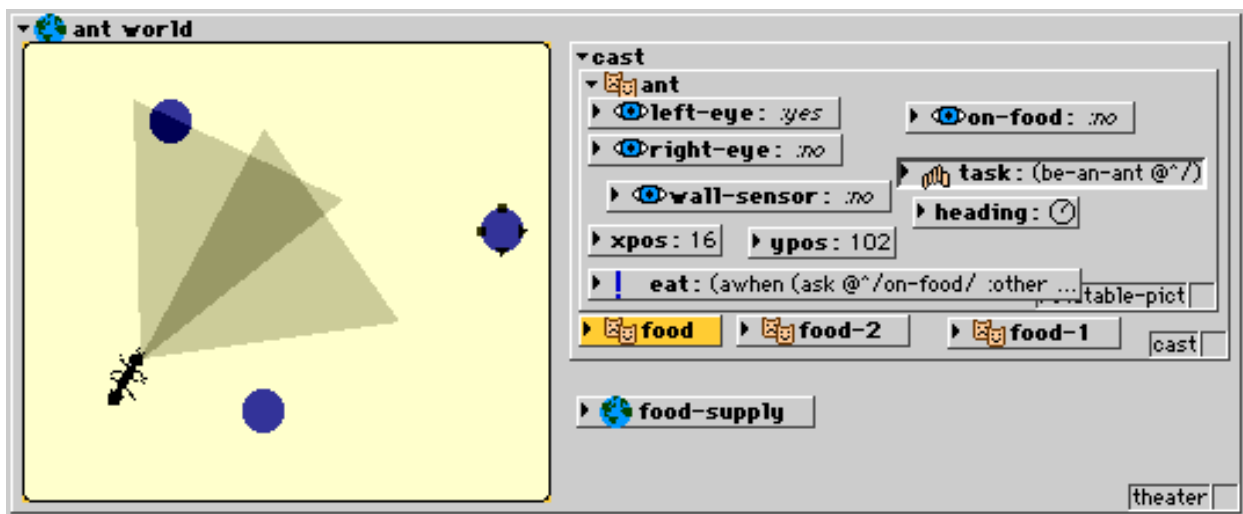 ant world
cast
ant
left-eye: :yes
on-food: :no
right-eye: :no
task: (be-an-ant @^/)
wall-sensor: :no
heading:
xpos: 16
ypos: 102
eat: (awhen (ask @^/on-food/ :other ...
table-pict
food
food-2
food-1
cast
food-supply
theater